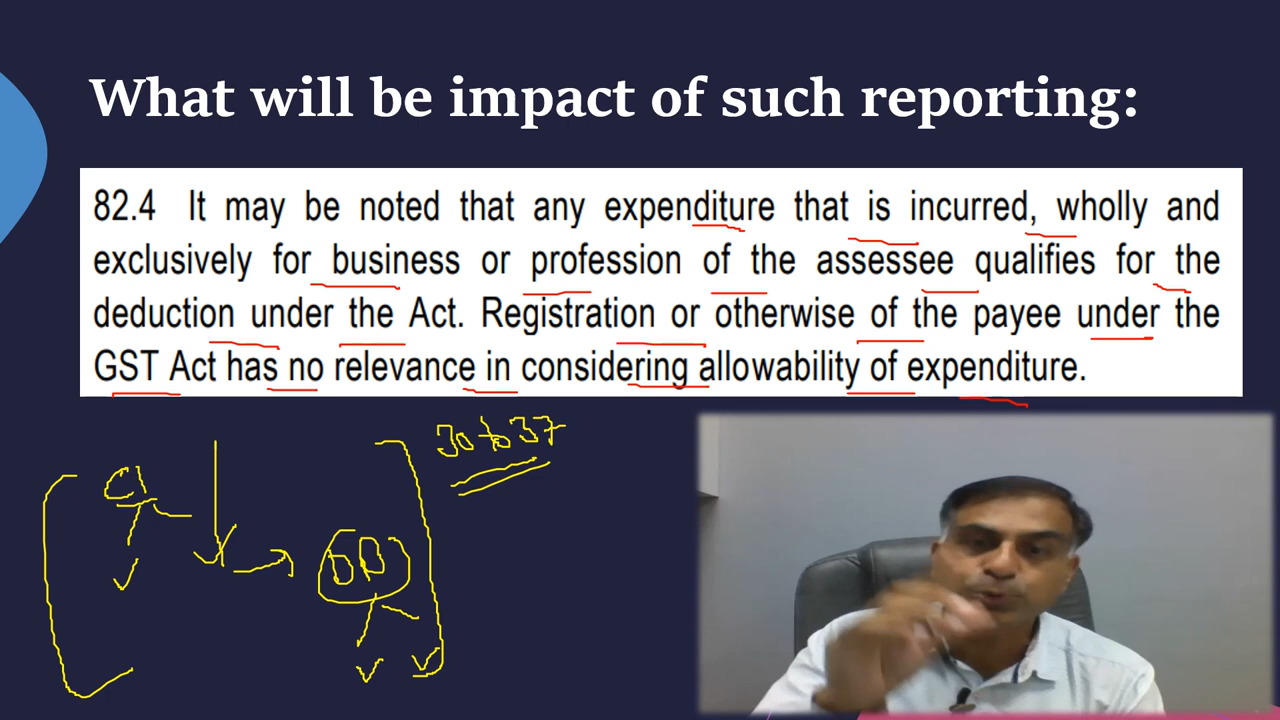 What will be impact of such reporting:
82.4 It may be noted that any expenditure that is incurred, wholly and
exclusively for business or profession of the assessee qualifies for the
deduction under the Act. Registration or otherwise of the payee under the
GST Act has no relevance in considering allowability of expenditure.
30 to 37